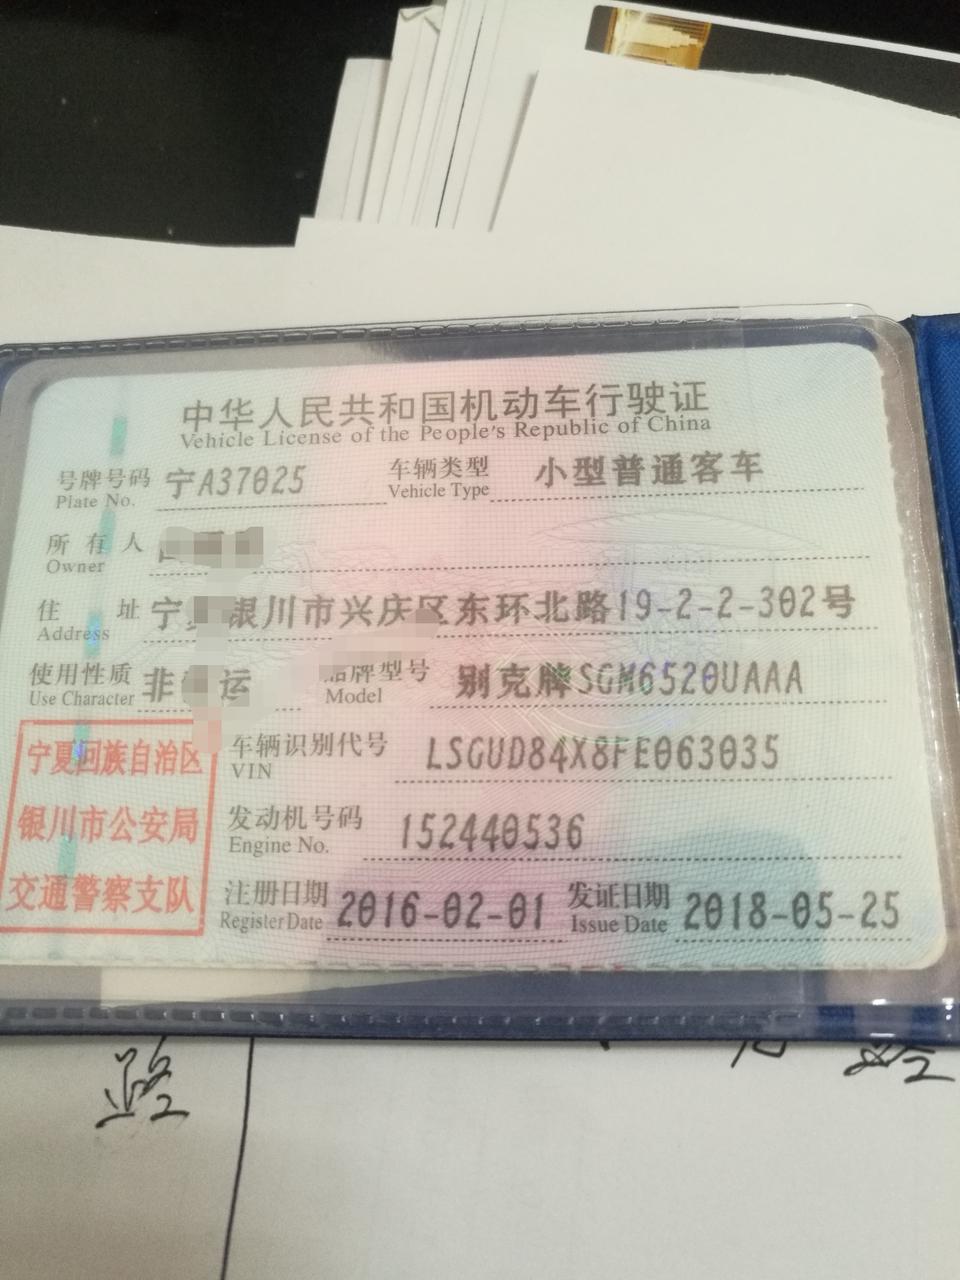 中华人民共和国机动车行驶证
Vehicle License of the People's Republic of China
号牌号码 宁A37025 车辆类型 小型普通客车
Plate No. Vehicle Type
所有人
Owner
住址 宁 银川市兴庆区东环北路19-2-2-302号
Address
使用性质 非 运 品牌型号 别克牌SGM6520UAAA
Use Character Model
宁夏回族自治区
银川市公安局
交通警察支队
车辆识别代号 LSGUD84X8FE063035
VIN
发动机号码 152440536
Engine No.
注册日期 2016-02-01 发证日期 2018-05-25
Register Date Issue Date
路